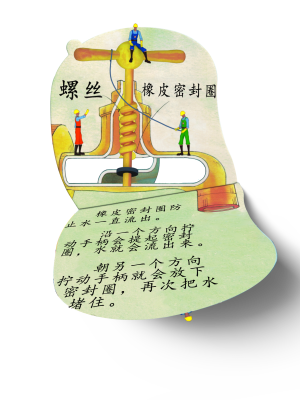 螺丝 橡皮密封圈
橡皮密封圈防
止水一直流出。
沿一个方向拧
动手柄会提起密封
圈，水就会流出来。
朝另一个方向
拧动手柄就会放下
密封圈，再次把水
堵住。